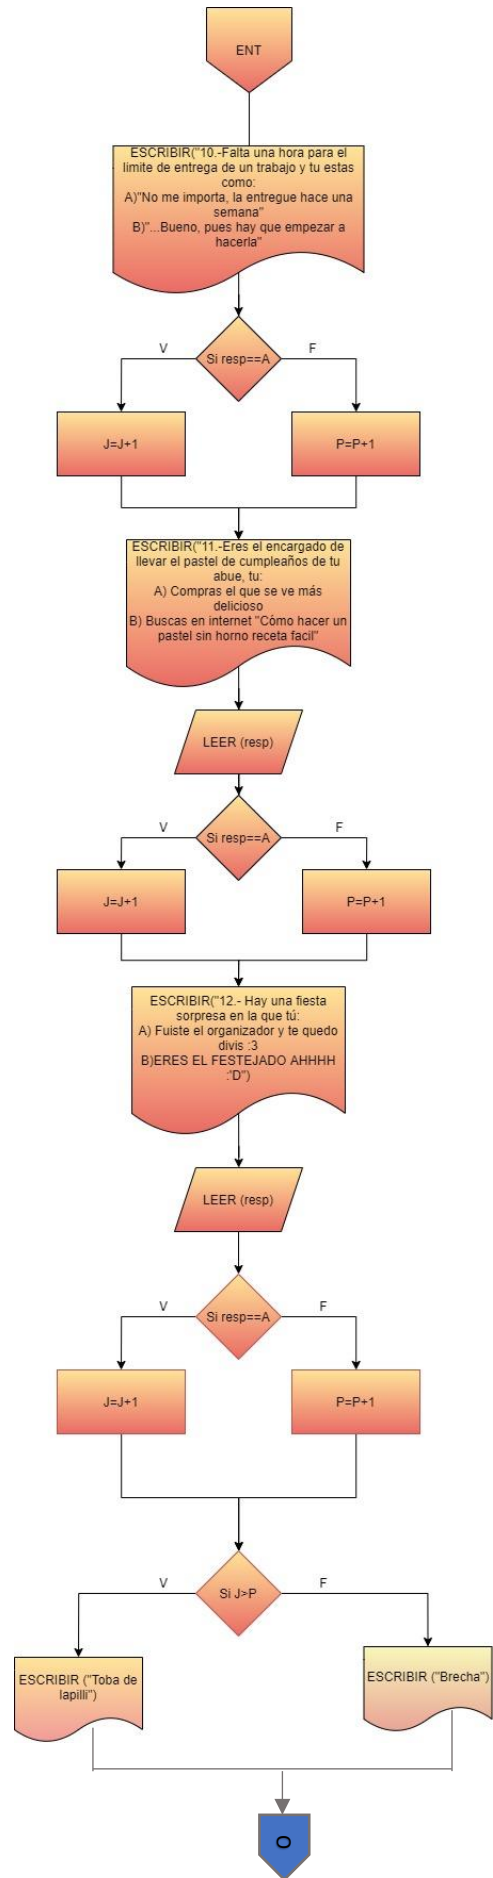 ENT
ESCRIBIR("10.-Falta una hora para el
limite de entrega de un trabajo y tu estas
como:
A)"No me importa, la entregue hace una
semana"
B)"...Bueno, pues hay que empezar a
hacerla"
Si resp==A
V
F
J=J+1
P=P+1
ESCRIBIR("11.-Eres el encargado de
llevar el pastel de cumpleaños de tu
abue, tu:
A) Compras el que se ve más
delicioso
B) Buscas en internet "Cómo hacer un
pastel sin horno receta facil"
LEER (resp)
V
F
Si resp==A
J=J+1
P=P+1
ESCRIBIR("12.- Hay una fiesta
sorpresa en la que tú:
A) Fuiste el organizador y te quedo
divis :3
B)ERES EL FESTEJADO AHHHH
:'D")
LEER (resp)
V
F
Si resp==A
J=J+1
P=P+1
V
F
Si J>P
ESCRIBIR ("Toba de
lapilli")
ESCRIBIR ("Brecha")
O